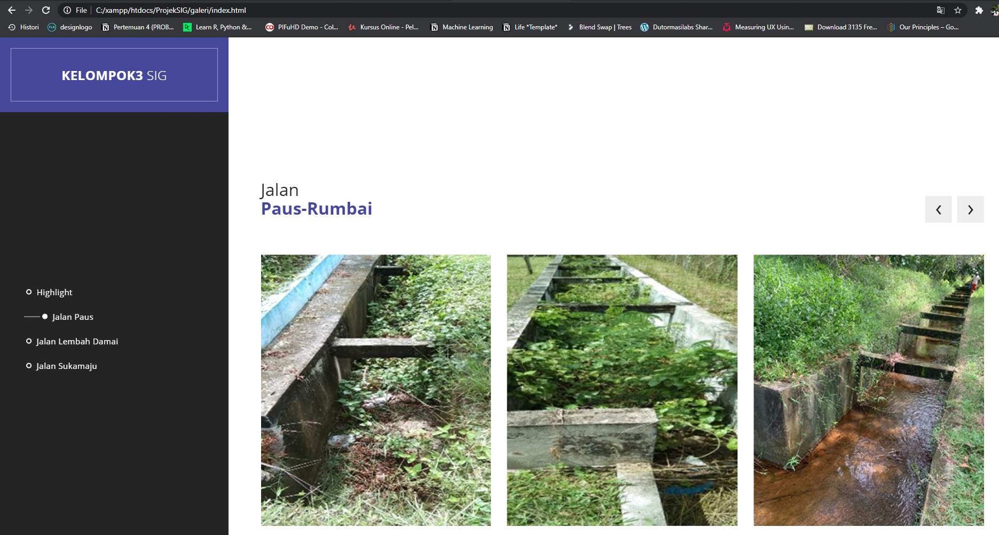 File C:/xampp/htdocs/ProjekSIG/galeri/index.html
Histori designlogo Pertemuan 4 (PROB... Learn R, Python &... PIFuHD Demo - Col... Kursus Online - Pel... Machine Learning Life *Template* Blend Swap | Trees Dutormasilabs Shar... Measuring UX Usin... Download 3135 Fre... Our Principles – Go...
KELOMPOK3 SIG
Highlight
Jalan Paus
Jalan Lembah Damai
Jalan Sukamaju
Jalan
Paus-Rumbai